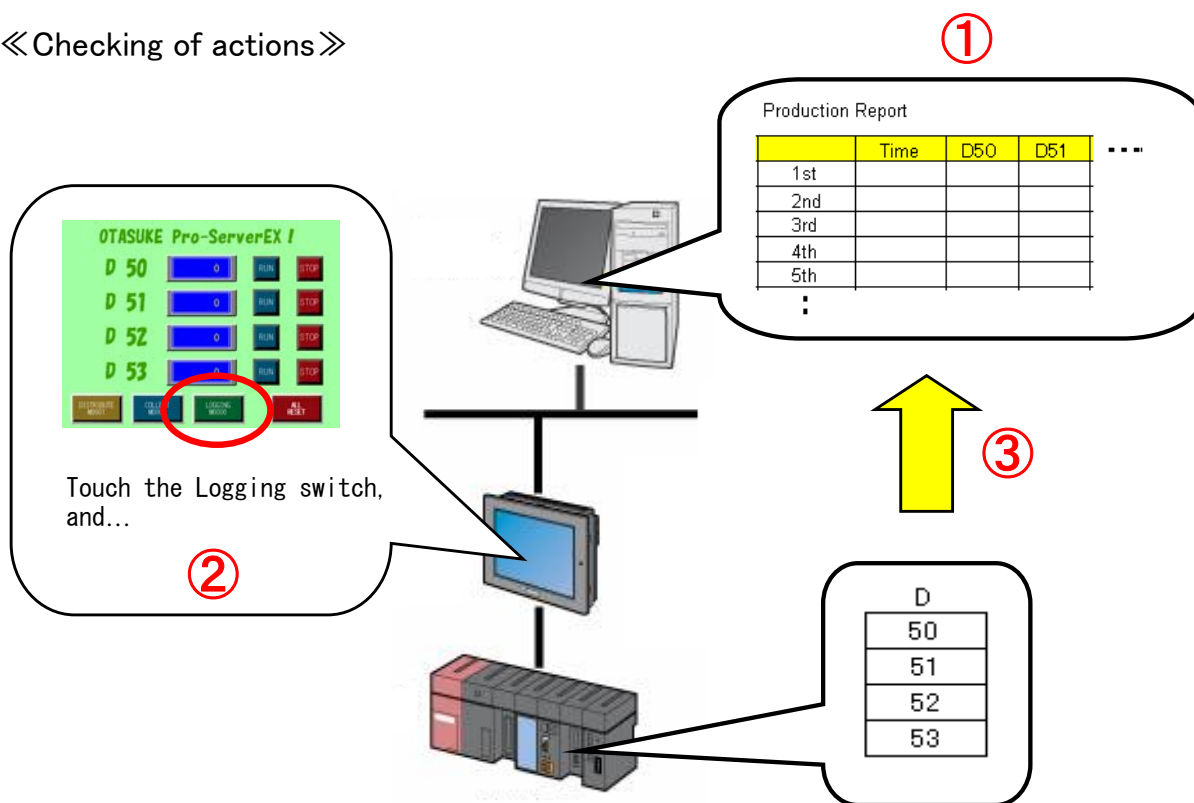 ≪Checking of actions≫
①
Production Report
Time D50 D51 ・・・
1st
2nd
3rd
4th
5th
:
OTASUKE Pro-ServerEX !
D 50 0 RUN STOP
D 51 0 RUN STOP
D 52 0 RUN STOP
D 53 0 RUN STOP
DISTRIBUTE LOGGING ALL
RESET
Touch the Logging switch,
and...
②
③
D
50
51
52
53